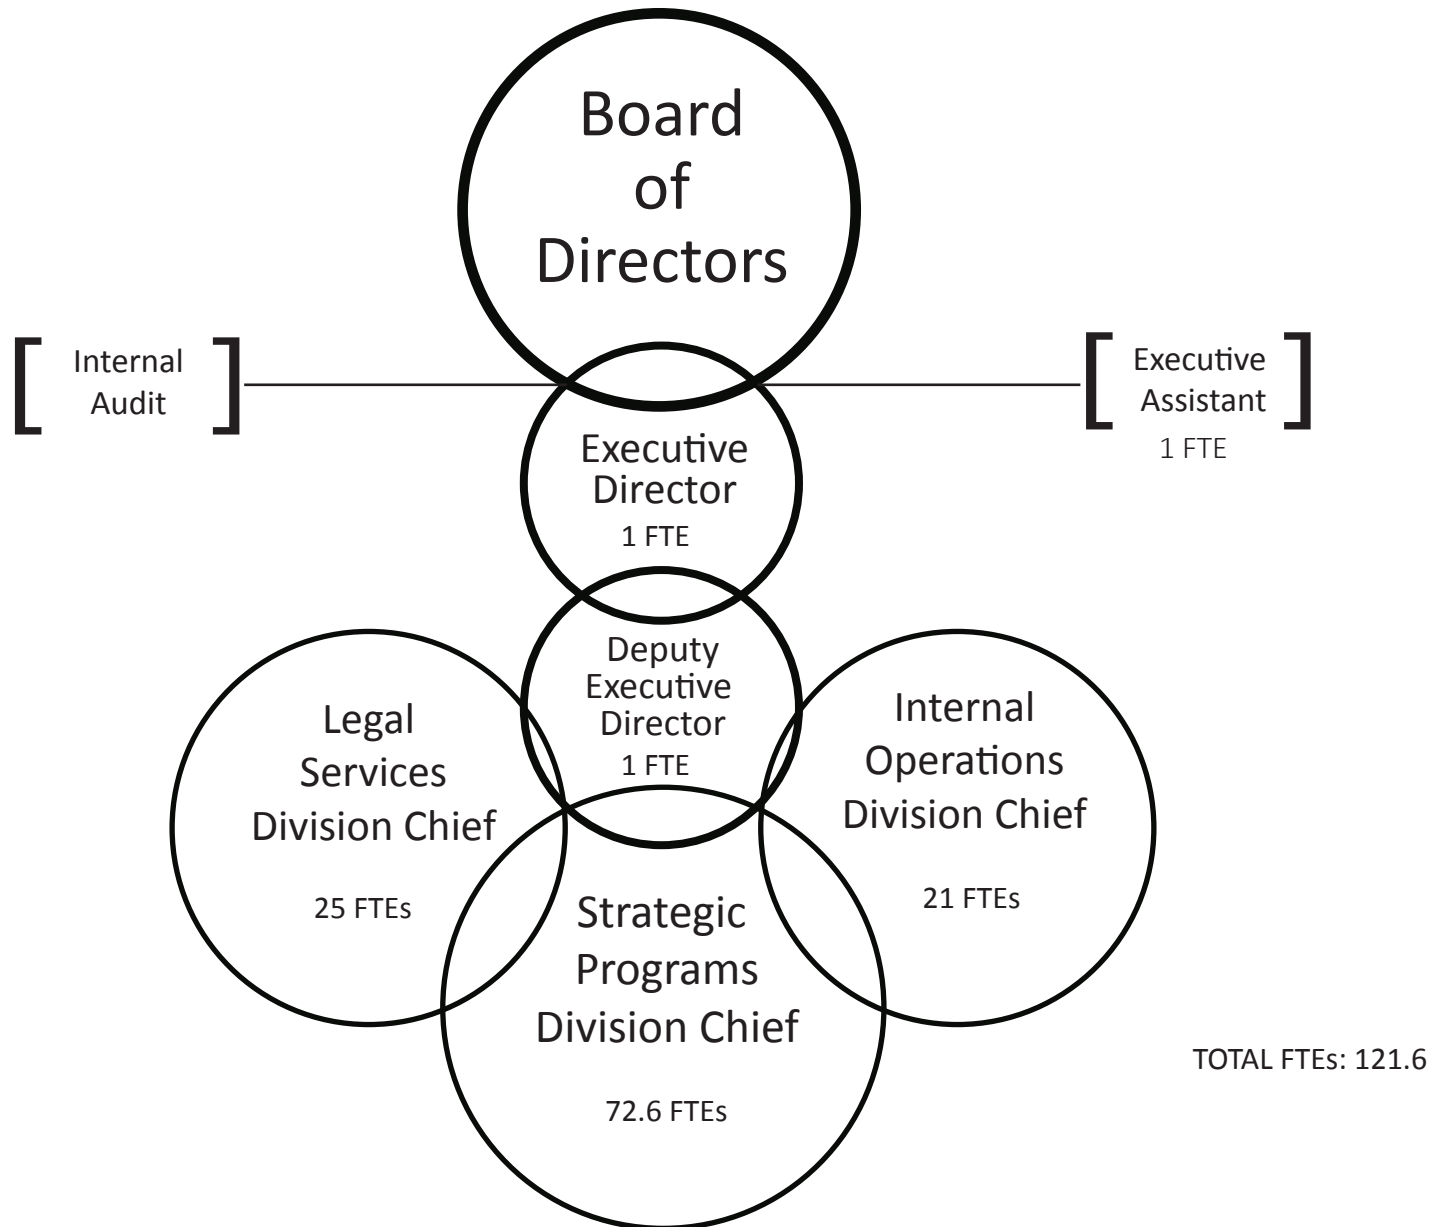 Board
of
Directors
Internal
Audit
Executive
Assistant
1 FTE
Executive
Director
1 FTE
Deputy
Executive
Director
1 FTE
Legal
Services
Division Chief
25 FTEs
Internal
Operations
Division Chief
21 FTEs
Strategic
Programs
Division Chief
72.6 FTEs
TOTAL FTEs: 121.6